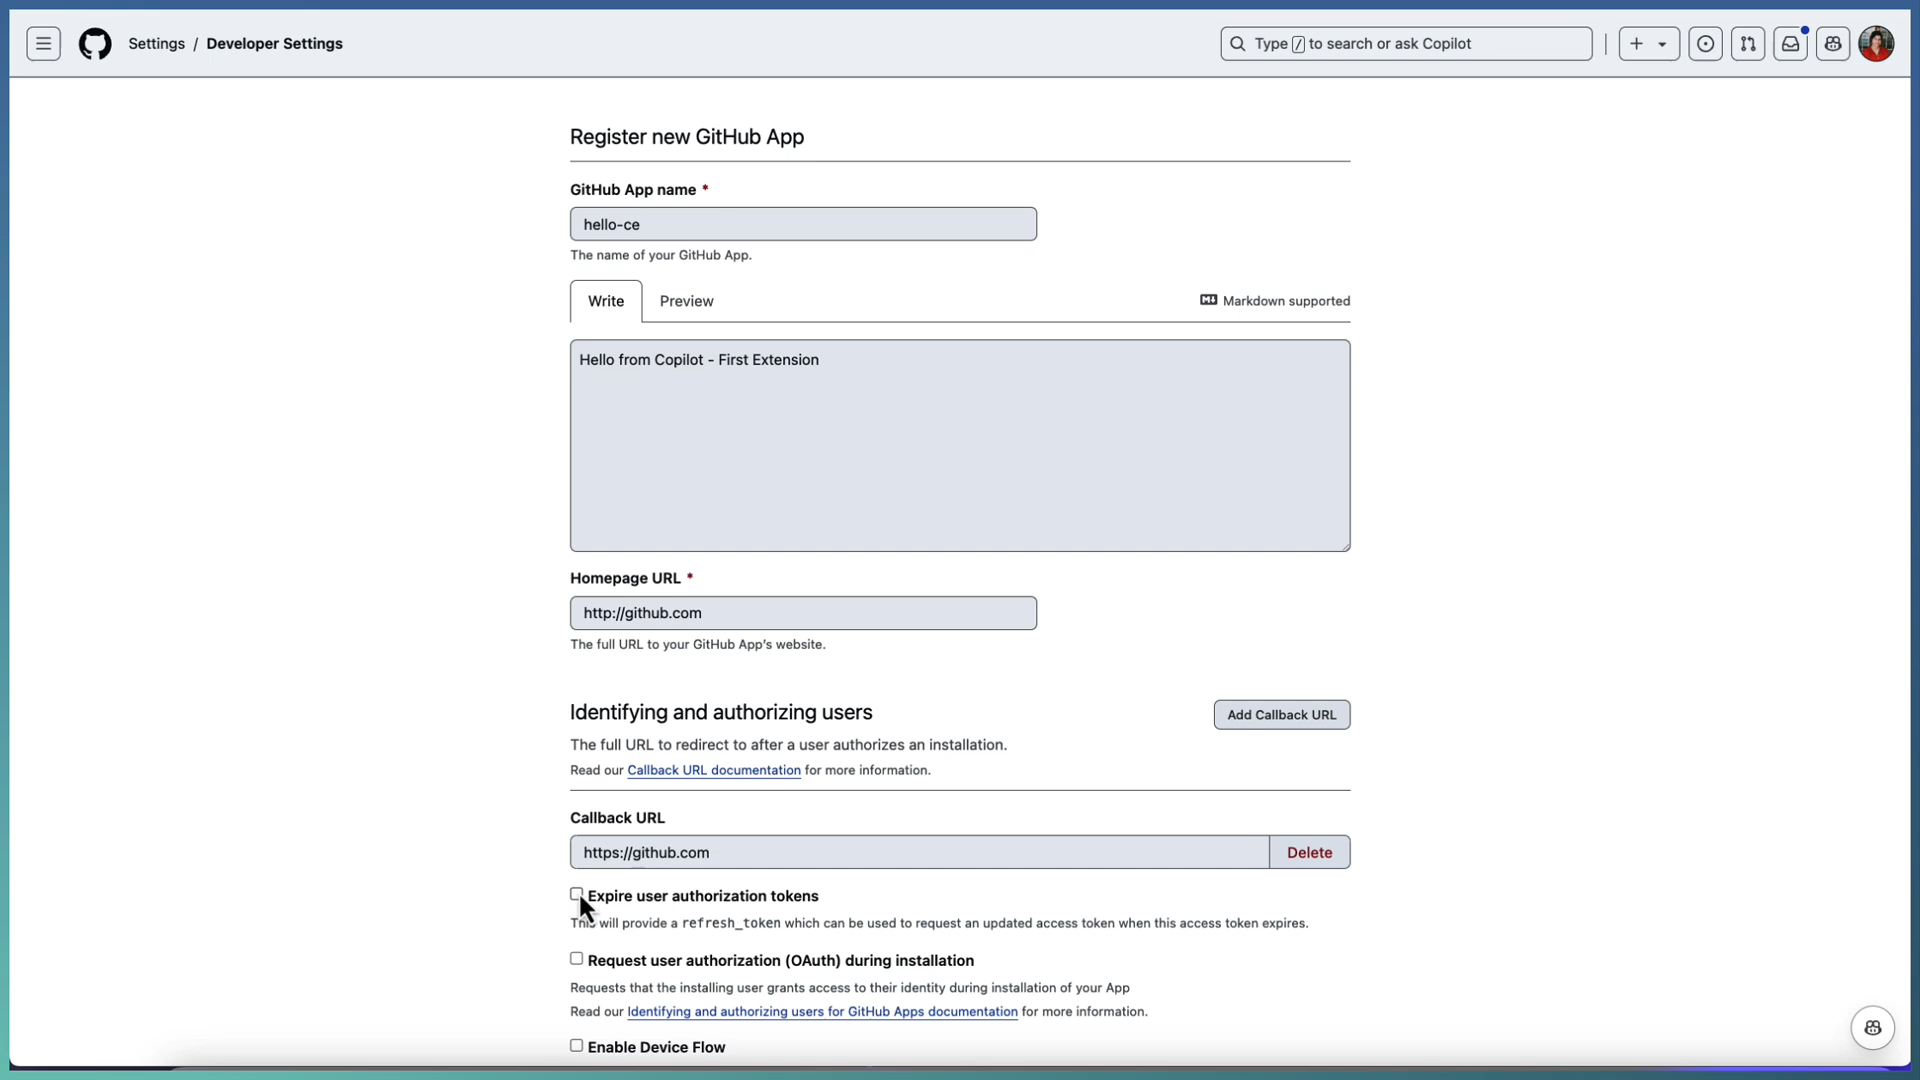 Settings / Developer Settings
Type / to search or ask Copilot
Register new GitHub App
GitHub App name *
hello-ce
The name of your GitHub App.
Write Preview Markdown supported
Hello from Copilot - First Extension
Homepage URL *
http://github.com
The full URL to your GitHub App's website.
Identifying and authorizing users Add Callback URL
The full URL to redirect to after a user authorizes an installation.
Read our Callback URL documentation for more information.
Callback URL
https://github.com Delete
Expire user authorization tokens
This will provide a refresh_token which can be used to request an updated access token when this access token expires.
Request user authorization (OAuth) during installation
Requests that the installing user grants access to their identity during installation of your App
Read our Identifying and authorizing users for GitHub Apps documentation for more information.
Enable Device Flow